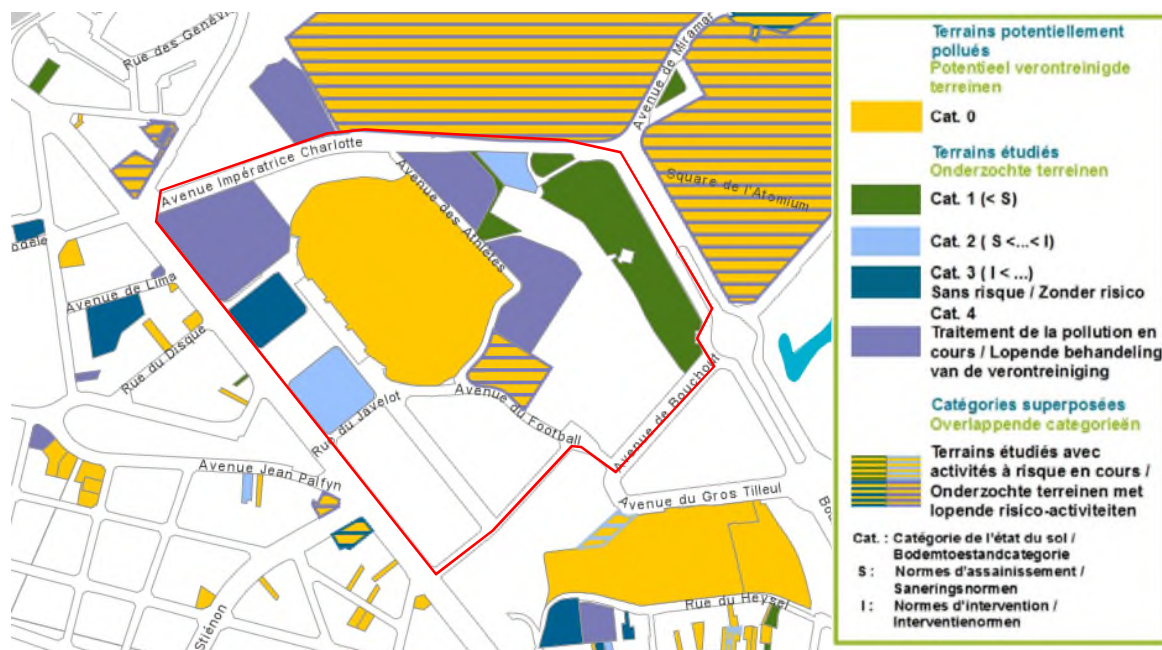 Rue des Genévri
Avenue de Miramar
Avenue Impératrice Charlotte
Avenue des Athlètes
Square de l'Atomium
Avenue de Lima
Rue du Disque
Rue du Javelot
Avenue du Football
Avenue de Bouchout
Avenue Jean Palfyn
Avenue du Gros Tilleul
Rue du Heysel
Stiénon
Terrains potentiellement
pollués
Potentieel verontreinigde
terreinen
Cat. 0
Terrains étudiés
Onderzochte terreinen
Cat. 1 (< S)
Cat. 2 ( S <...< I)
Cat. 3 ( I < ...)
Sans risque / Zonder risico
Cat. 4
Traitement de la pollution en
cours / Lopende behandeling
van de verontreiniging
Catégories superposées
Overlappende categorieën
Terrains étudiés avec
activités à risque en cours /
Onderzochte terreinen met
lopende risico-activiteiten
Cat. : Catégorie de l'état du sol /
Bodemtoestandcategorie
S : Normes d'assainissement /
Saneringsnormen
I : Normes d'intervention /
Interventienormen